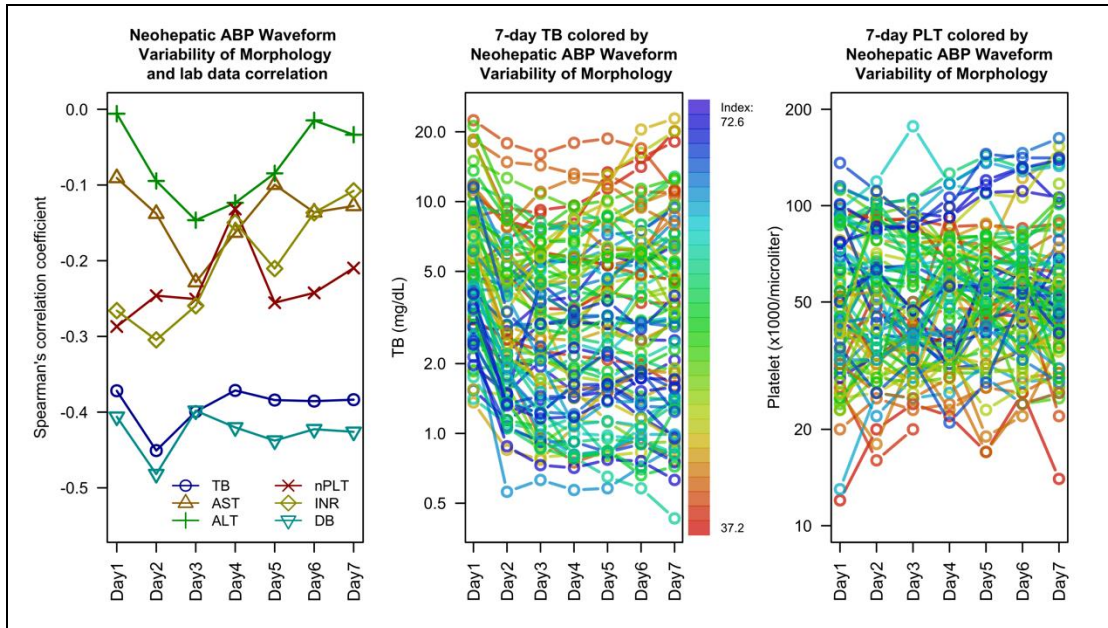 Neohepatic ABP Waveform
Variability of Morphology
and lab data correlation
Spearman's correlation coefficient
0.0
-0.1
-0.2
-0.3
-0.4
-0.5
TB
AST
ALT
nPLT
INR
DB
Day1
Day2
Day3
Day4
Day5
Day6
Day7
7-day TB colored by
Neohepatic ABP Waveform
Variability of Morphology
TB (mg/dL)
20.0
10.0
5.0
2.0
1.0
0.5
Day1
Day2
Day3
Day4
Day5
Day6
Day7
Index:
72.6
37.2
7-day PLT colored by
Neohepatic ABP Waveform
Variability of Morphology
Platelet (x1000/microliter)
200
100
50
20
10
Day1
Day2
Day3
Day4
Day5
Day6
Day7